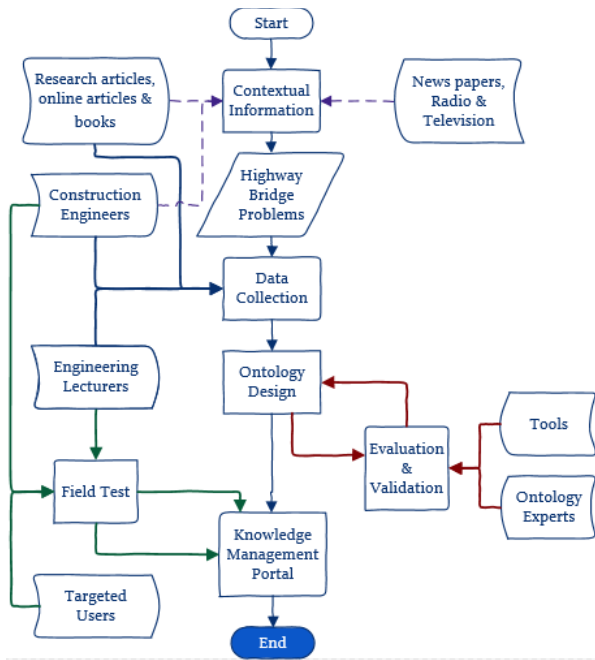 Start
Research articles,
online articles &
books
Contextual
Information
News papers,
Radio &
Television
Construction
Engineers
Highway
Bridge
Problems
Data
Collection
Engineering
Lecturers
Ontology
Design
Evaluation
&
Validation
Tools
Ontology
Experts
Field Test
Knowledge
Management
Portal
Targeted
Users
End